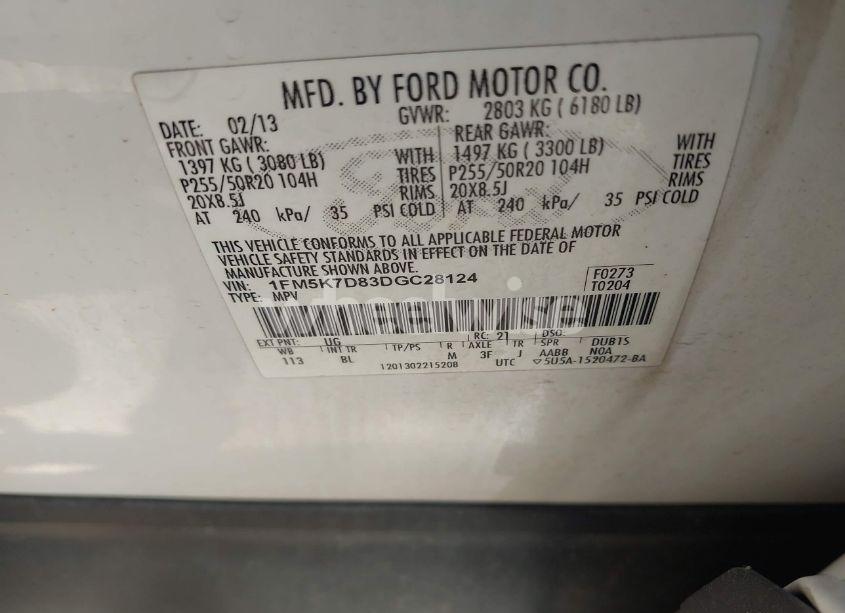 MFD. BY FORD MOTOR CO.
DATE: 02/13 GVWR: 2803 KG ( 6180 LB)
FRONT GAWR: REAR GAWR:
1397 KG ( 3080 LB) WITH 1497 KG ( 3300 LB) WITH
P255/50R20 104H TIRES P255/50R20 104H TIRES
20X8.5J RIMS 20X8.5J RIMS
AT 240 kPa/ 35 PSI COLD AT 240 kPa/ 35 PSI COLD
THIS VEHICLE CONFORMS TO ALL APPLICABLE FEDERAL MOTOR
VEHICLE SAFETY STANDARDS IN EFFECT ON THE DATE OF
MANUFACTURE SHOWN ABOVE.
VIN: 1FM5K7D83DGC28124 F0273
TYPE: MPV T0204
EXT PNT: UG RC: 21 DSO:
WB INT TR TP/PS R AXLE TR SPR DUB1S
113 BL M 3F J AABB N0A
1201302215208 UTC ▽5U5A-1520472-BA